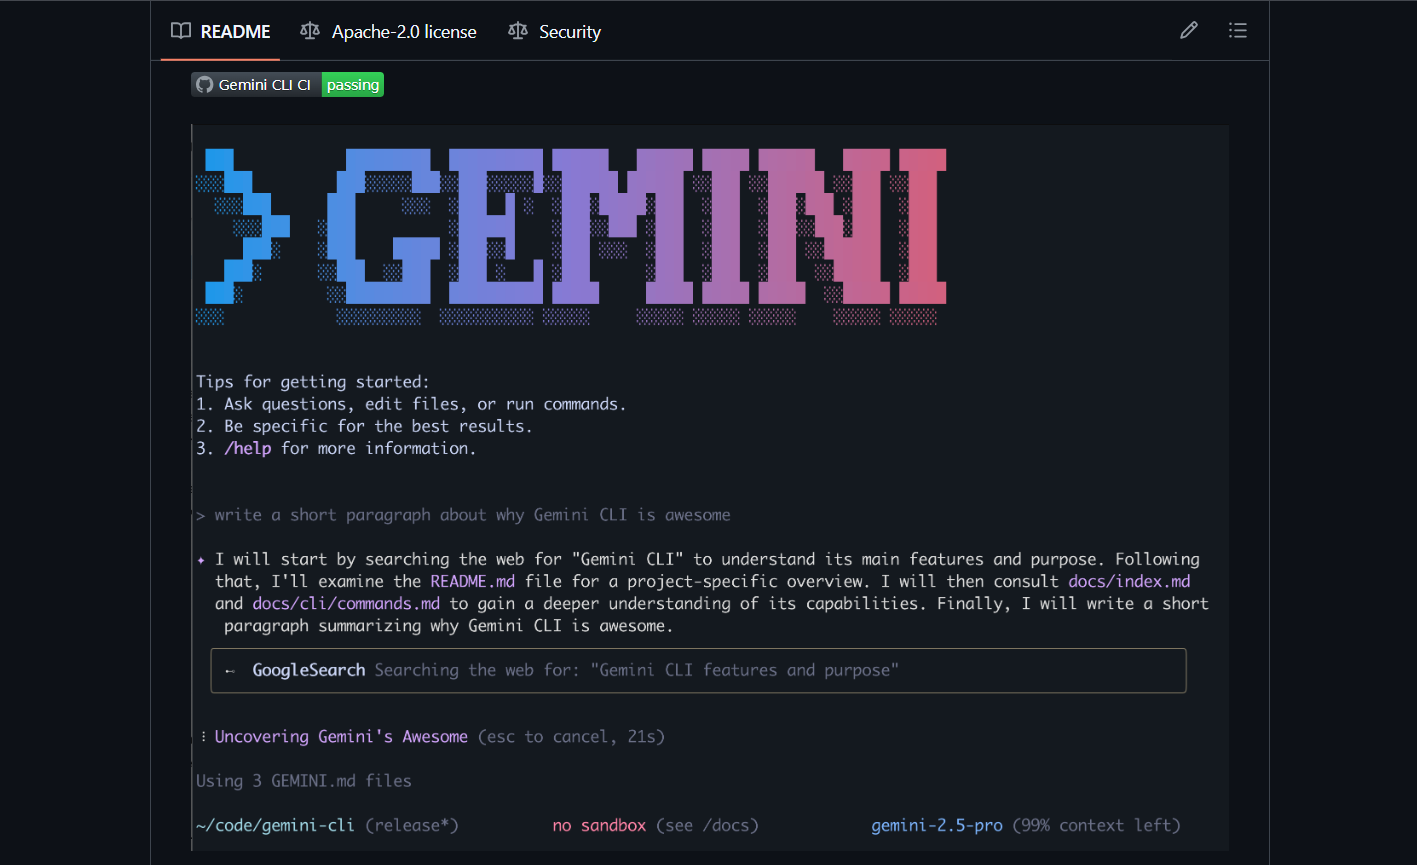 README Apache-2.0 license Security
Gemini CLI CI passing
> GEMINI
Tips for getting started:
1. Ask questions, edit files, or run commands.
2. Be specific for the best results.
3. /help for more information.
> write a short paragraph about why Gemini CLI is awesome
✦ I will start by searching the web for "Gemini CLI" to understand its main features and purpose. Following
that, I'll examine the README.md file for a project-specific overview. I will then consult docs/index.md
and docs/cli/commands.md to gain a deeper understanding of its capabilities. Finally, I will write a short
paragraph summarizing why Gemini CLI is awesome.
← GoogleSearch Searching the web for: "Gemini CLI features and purpose"
⠇ Uncovering Gemini's Awesome (esc to cancel, 21s)
Using 3 GEMINI.md files
~/code/gemini-cli (release*) no sandbox (see /docs) gemini-2.5-pro (99% context left)